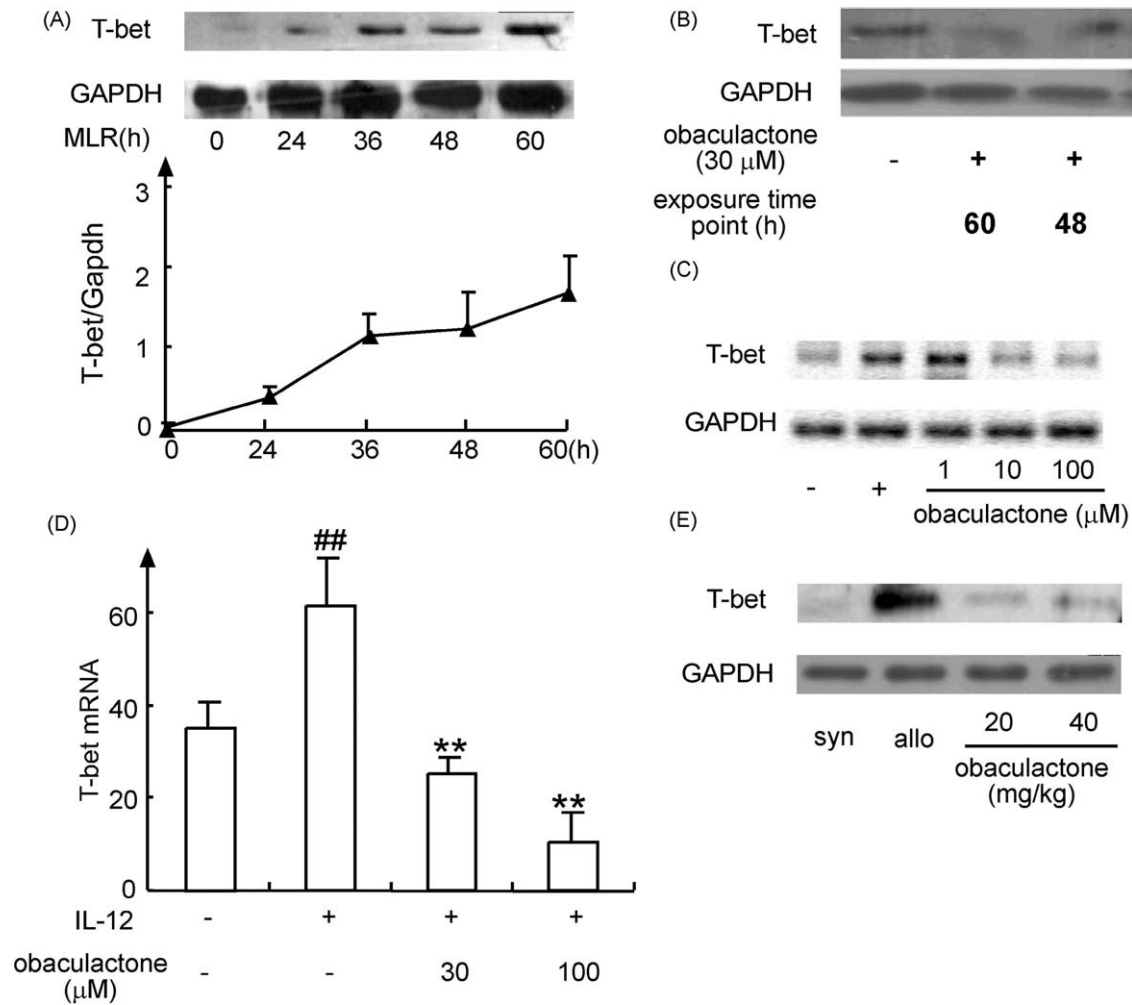 (A)
T-bet
GAPDH
MLR(h) 0 24 36 48 60
T-bet/Gapdh
3
2
1
0
0 24 36 48 60(h)
(B)
T-bet
GAPDH
obaculactone
(30 μM) - + +
exposure time
point (h) 60 48
(C)
T-bet
GAPDH
1 10 100
- + obaculactone (μM)
(D)
T-bet mRNA
60
40
20
0
##
**
**
IL-12 - + + +
obaculactone
(μM) - - 30 100
(E)
T-bet
GAPDH
syn allo 20 40
obaculactone
(mg/kg)